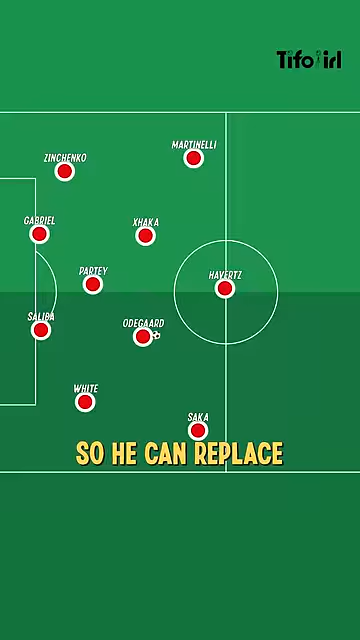 Tifo irl
MARTINELLI
ZINCHENKO
GABRIEL
XHAKA
PARTEY
HAVERTZ
SALIBA
ODEGAARD
WHITE
SAKA
SO HE CAN REPLACE